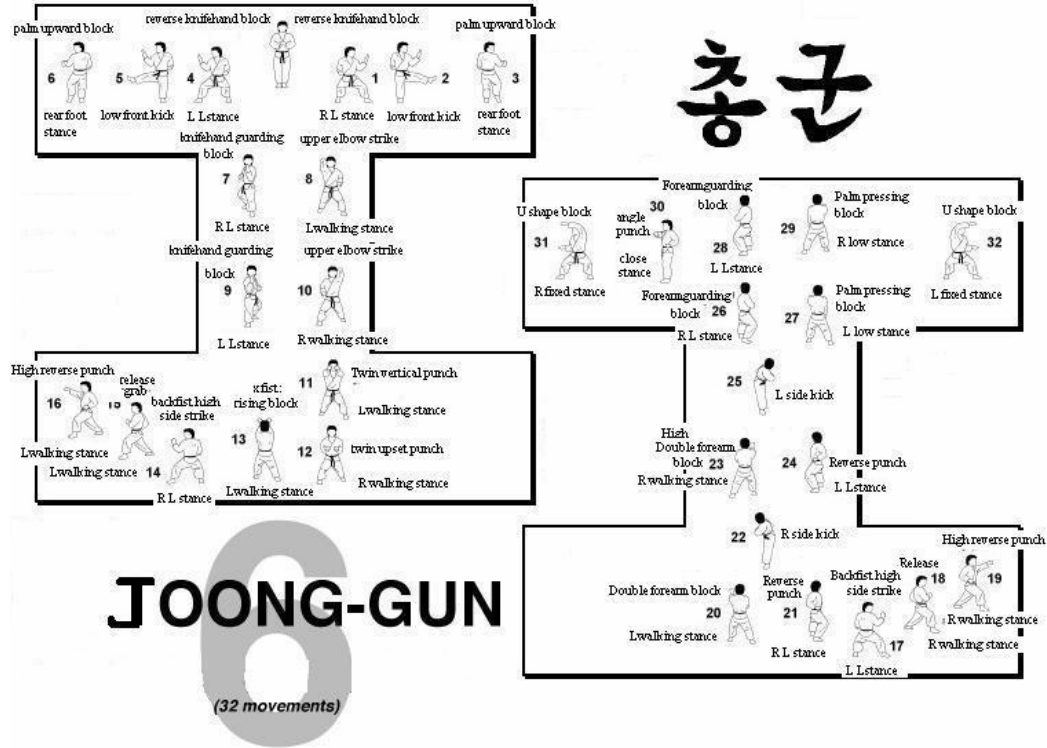 palm upward block
reverse knifehand block
reverse knifehand block
palm upward block
6
5
4
1
2
3
rear foot
stance
low front kick
L L stance
R L stance
low front kick
rear foot
stance
knifehand guarding
block
upper elbow strike
7
8
R L stance
L walking stance
knifehand guarding
block
upper elbow strike
9
10
L L stance
R walking stance
High reverse punch
release
grab
backfist high
side strike
x fist:
rising block
11
Twin vertical punch
16
15
L walking stance
13
12
twin upset punch
L walking stance
L walking stance
14
R L stance
L walking stance
R walking stance
6
JOONG-GUN
(32 movements)
총군
Forearm guarding
block
Palm pressing
block
U shape block
30
angle
punch
29
U shape block
31
28
R low stance
32
close
stance
L L stance
R fixed stance
L fixed stance
Forearm guarding
block
26
Palm pressing
block
27
R L stance
L low stance
25
L side kick
High
Double forearm
block
23
24
R walking stance
Reverse punch
L L stance
22
R side kick
High reverse punch
Release
18
19
Backfist high
side strike
Double forearm block
Reverse
punch
20
21
L walking stance
R L stance
17
L L stance
R walking stance
R walking stance